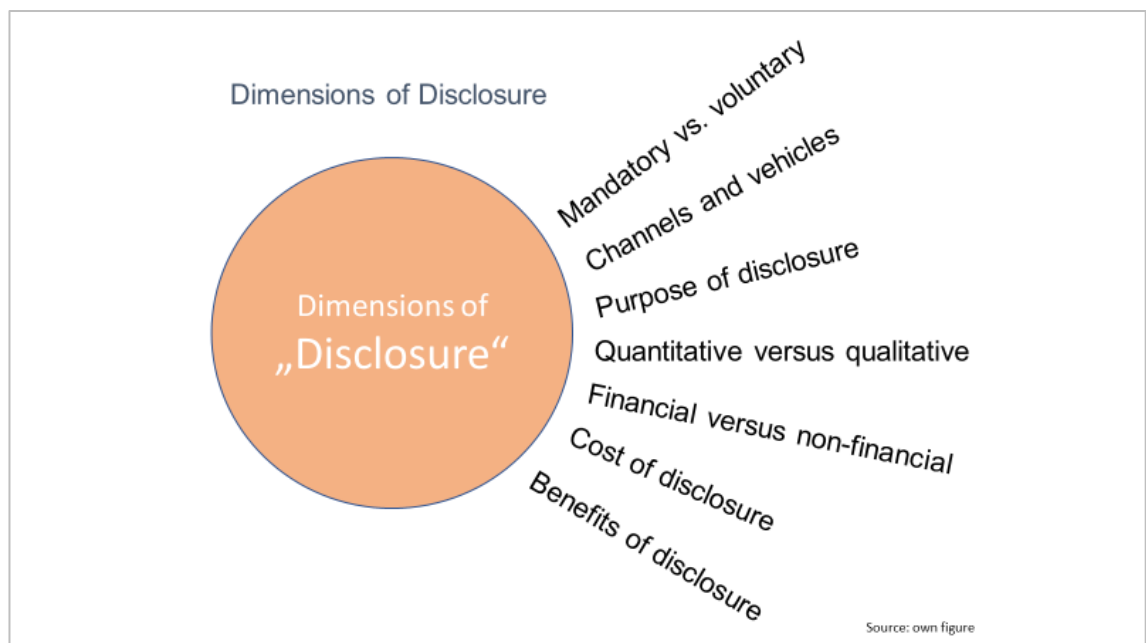 Dimensions of Disclosure
Dimensions of
„Disclosure“
Mandatory vs. voluntary
Channels and vehicles
Purpose of disclosure
Quantitative versus qualitative
Financial versus non-financial
Cost of disclosure
Benefits of disclosure
Source: own figure